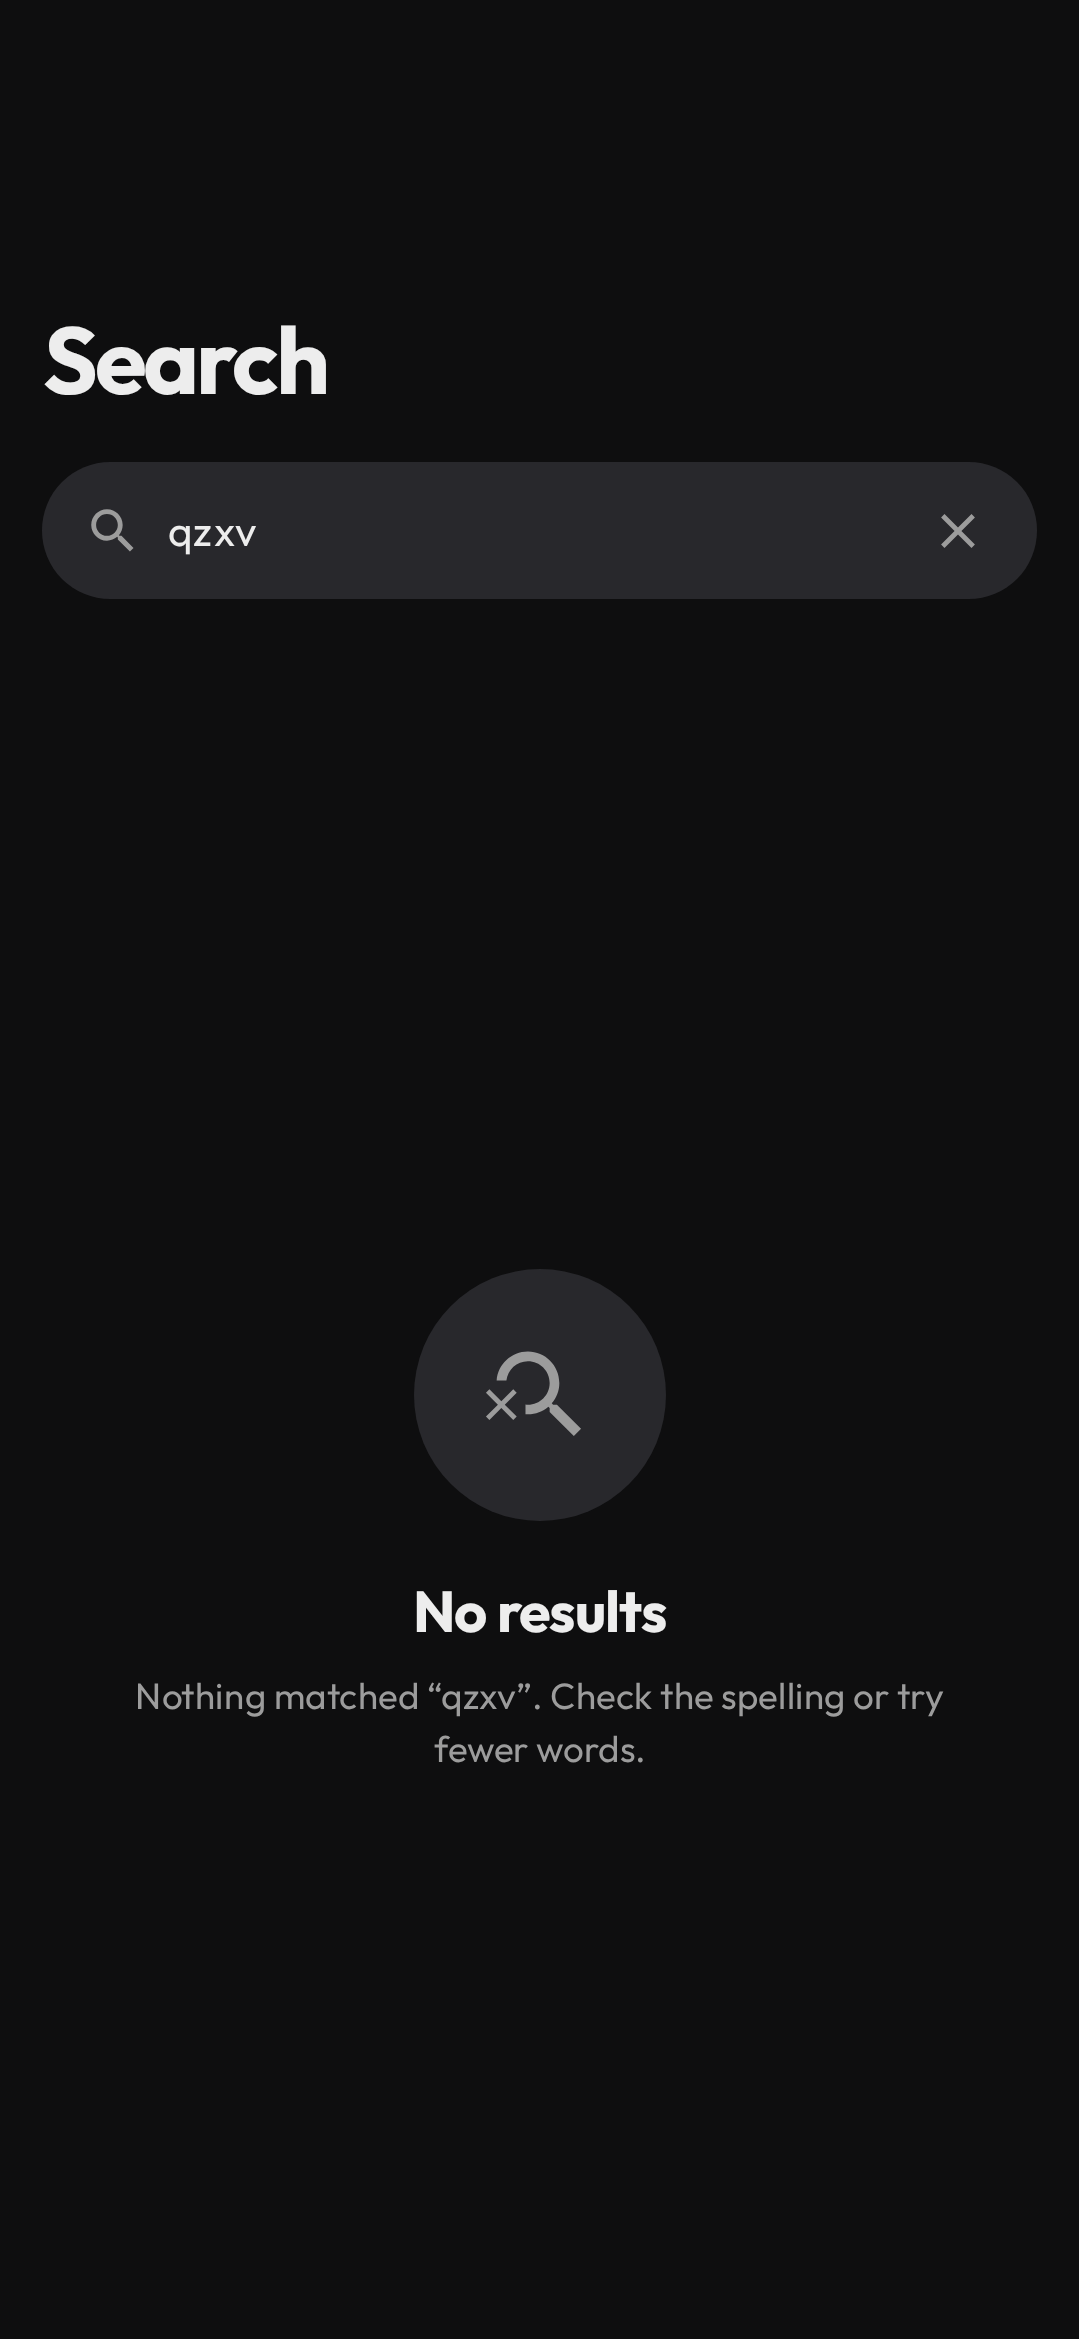 Search
qzxv
No results
Nothing matched “qzxv”. Check the spelling or try
fewer words.